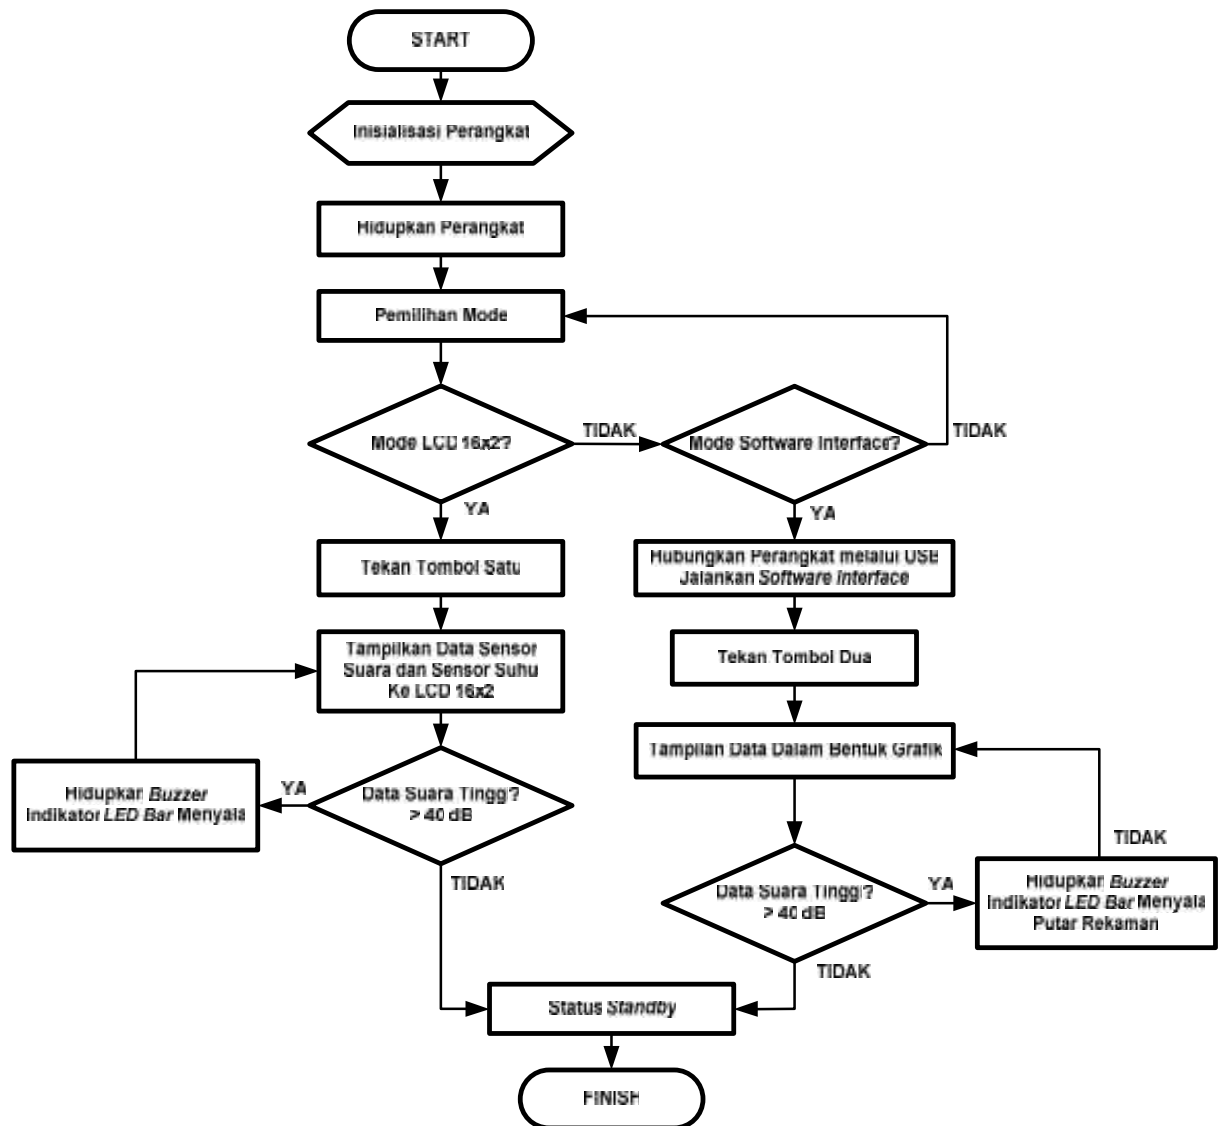 START
Inisialisasi Perangkat
Hidupkan Perangkat
Pemilihan Mode
Mode LCD 16x2?
TIDAK
Mode Software Interface?
TIDAK
YA
YA
Tekan Tombol Satu
Hubungkan Perangkat melalui USB
Jalankan Software Interface
Tampilkan Data Sensor
Suara dan Sensor Suhu
Ke LCD 16x2
Tekan Tombol Dua
Tampilan Data Dalam Bentuk Grafik
Data Suara Tinggi?
> 40 dB
YA
Hidupkan Buzzer
Indikator LED Bar Menyala
TIDAK
Data Suara Tinggi?
> 40 dB
YA
TIDAK
Hidupkan Buzzer
Indikator LED Bar Menyala
Putar Rekaman
TIDAK
Status Standby
FINISH